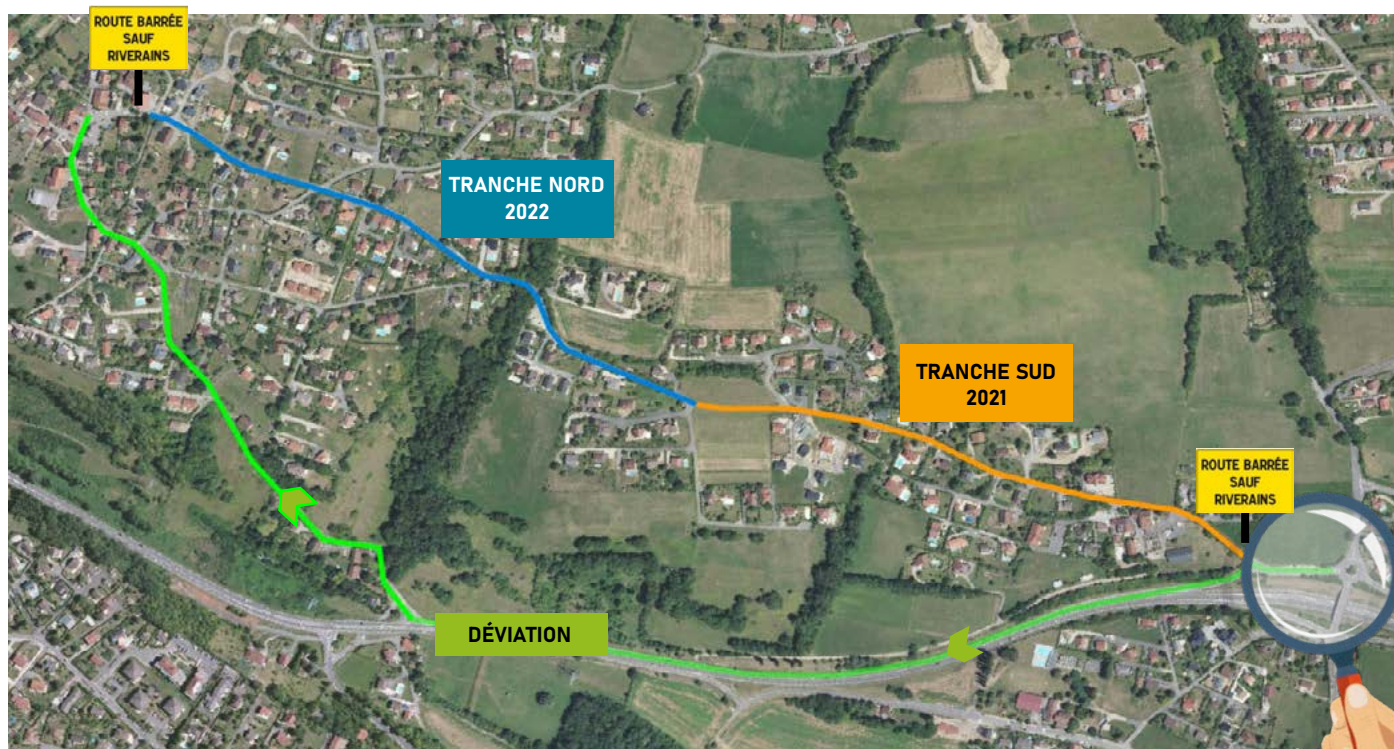 ROUTE BARRÉE
SAUF
RIVERAINS
TRANCHE NORD
2022
TRANCHE SUD
2021
ROUTE BARRÉE
SAUF
RIVERAINS
DÉVIATION